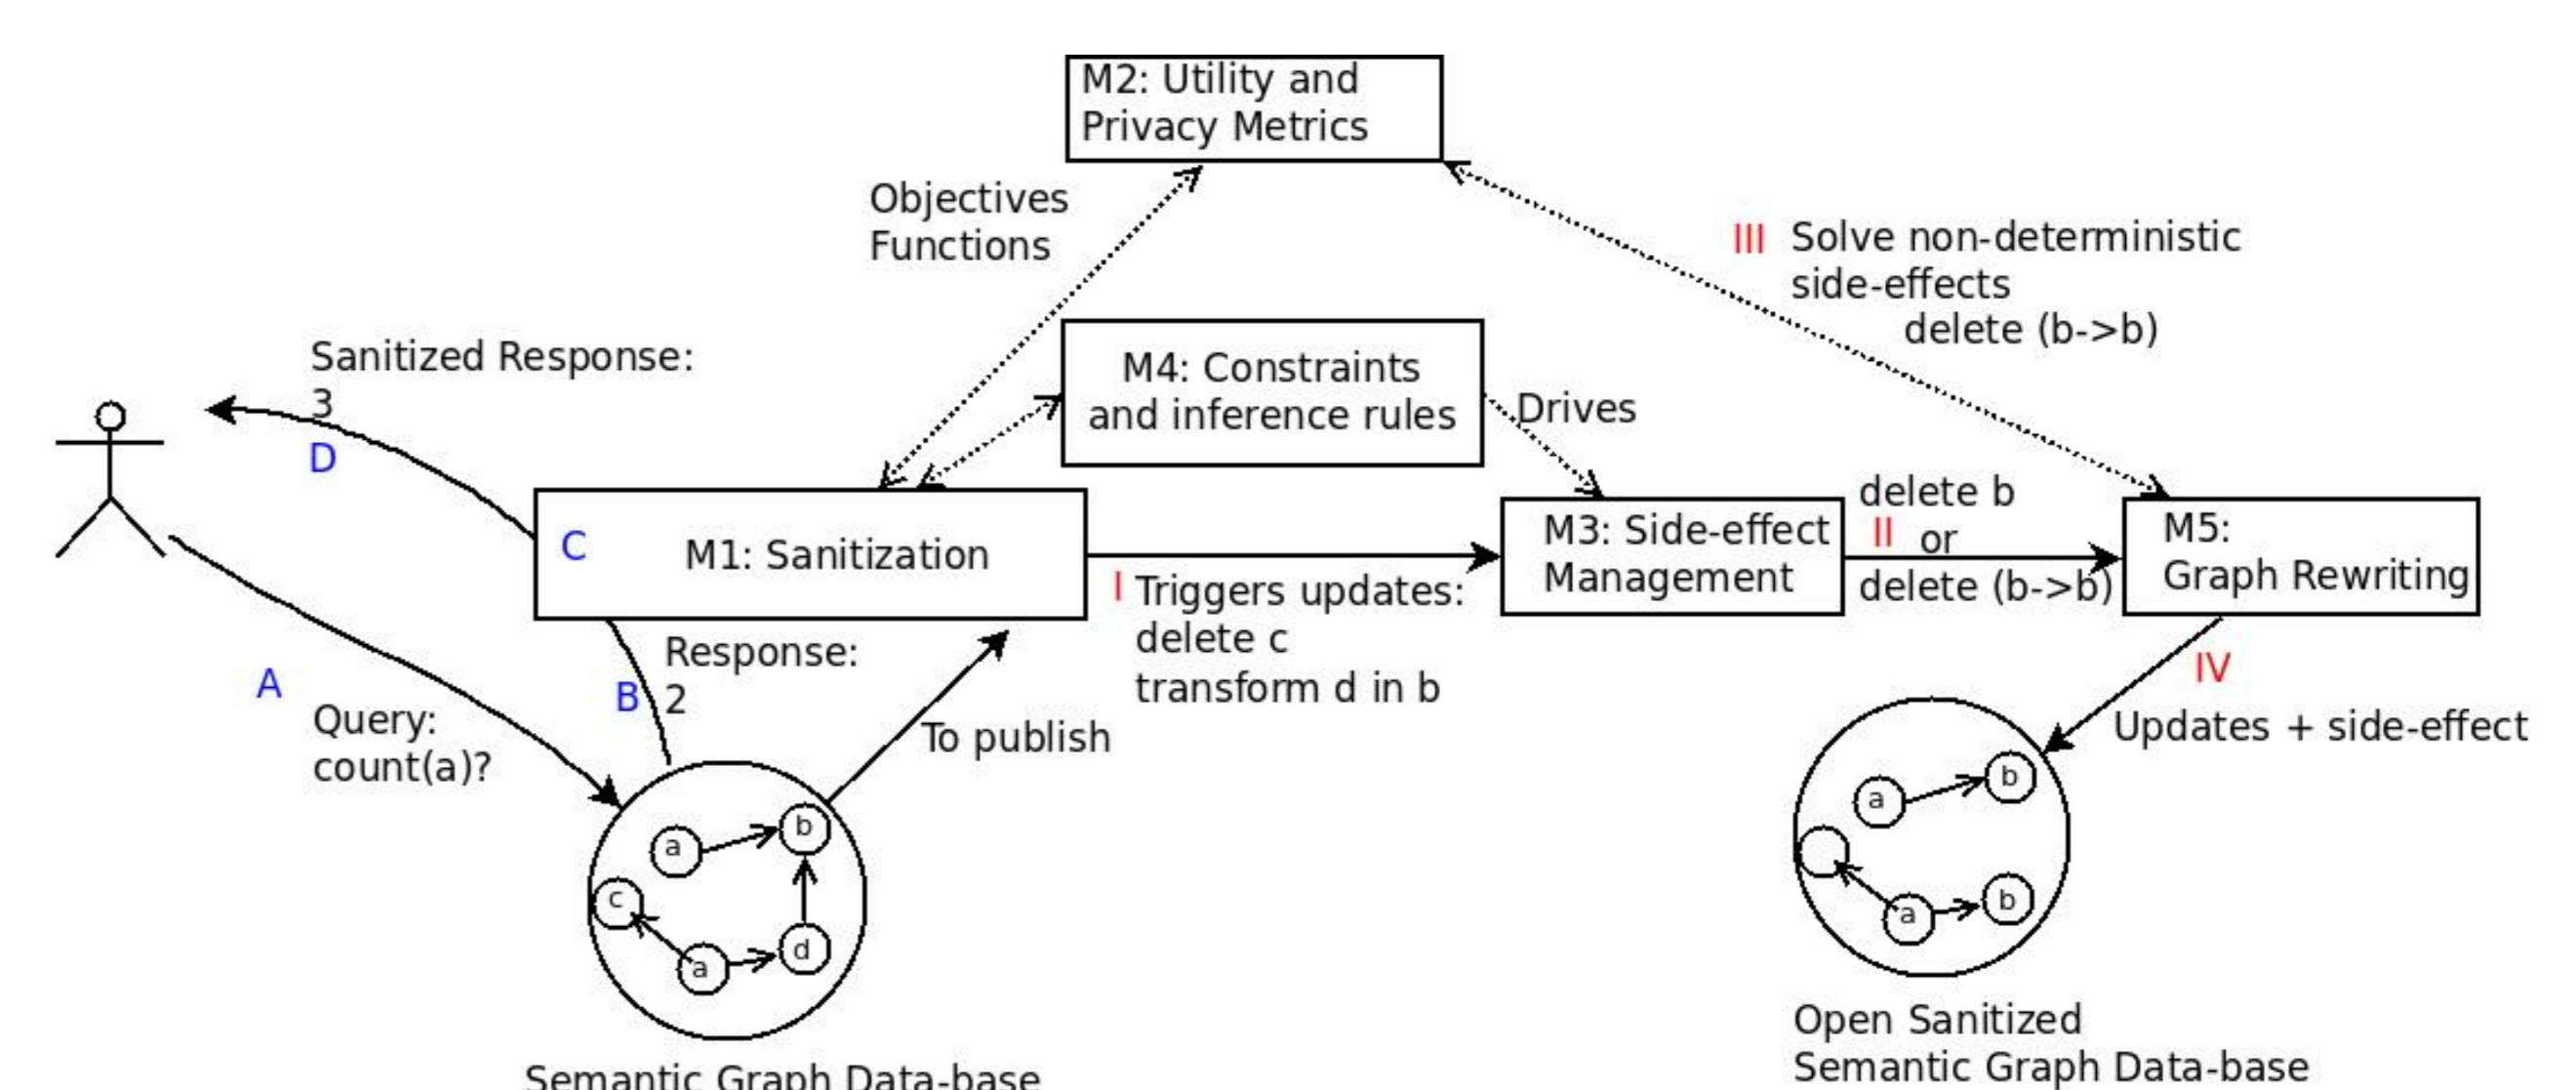 M2: Utility and
Privacy Metrics
Objectives
Functions
III Solve non-deterministic
side-effects
delete (b->b)
Sanitized Response:
3
D
M4: Constraints
and inference rules
Drives
C
M1: Sanitization
I Triggers updates:
delete c
transform d in b
M3: Side-effect
Management
delete b
II or
delete (b->b)
M5:
Graph Rewriting
A
Query:
count(a)?
B
Response:
2
To publish
IV
Updates + side-effect
a
b
c
a
d
Semantic Graph Data-base
a
b
a
b
Open Sanitized
Semantic Graph Data-base